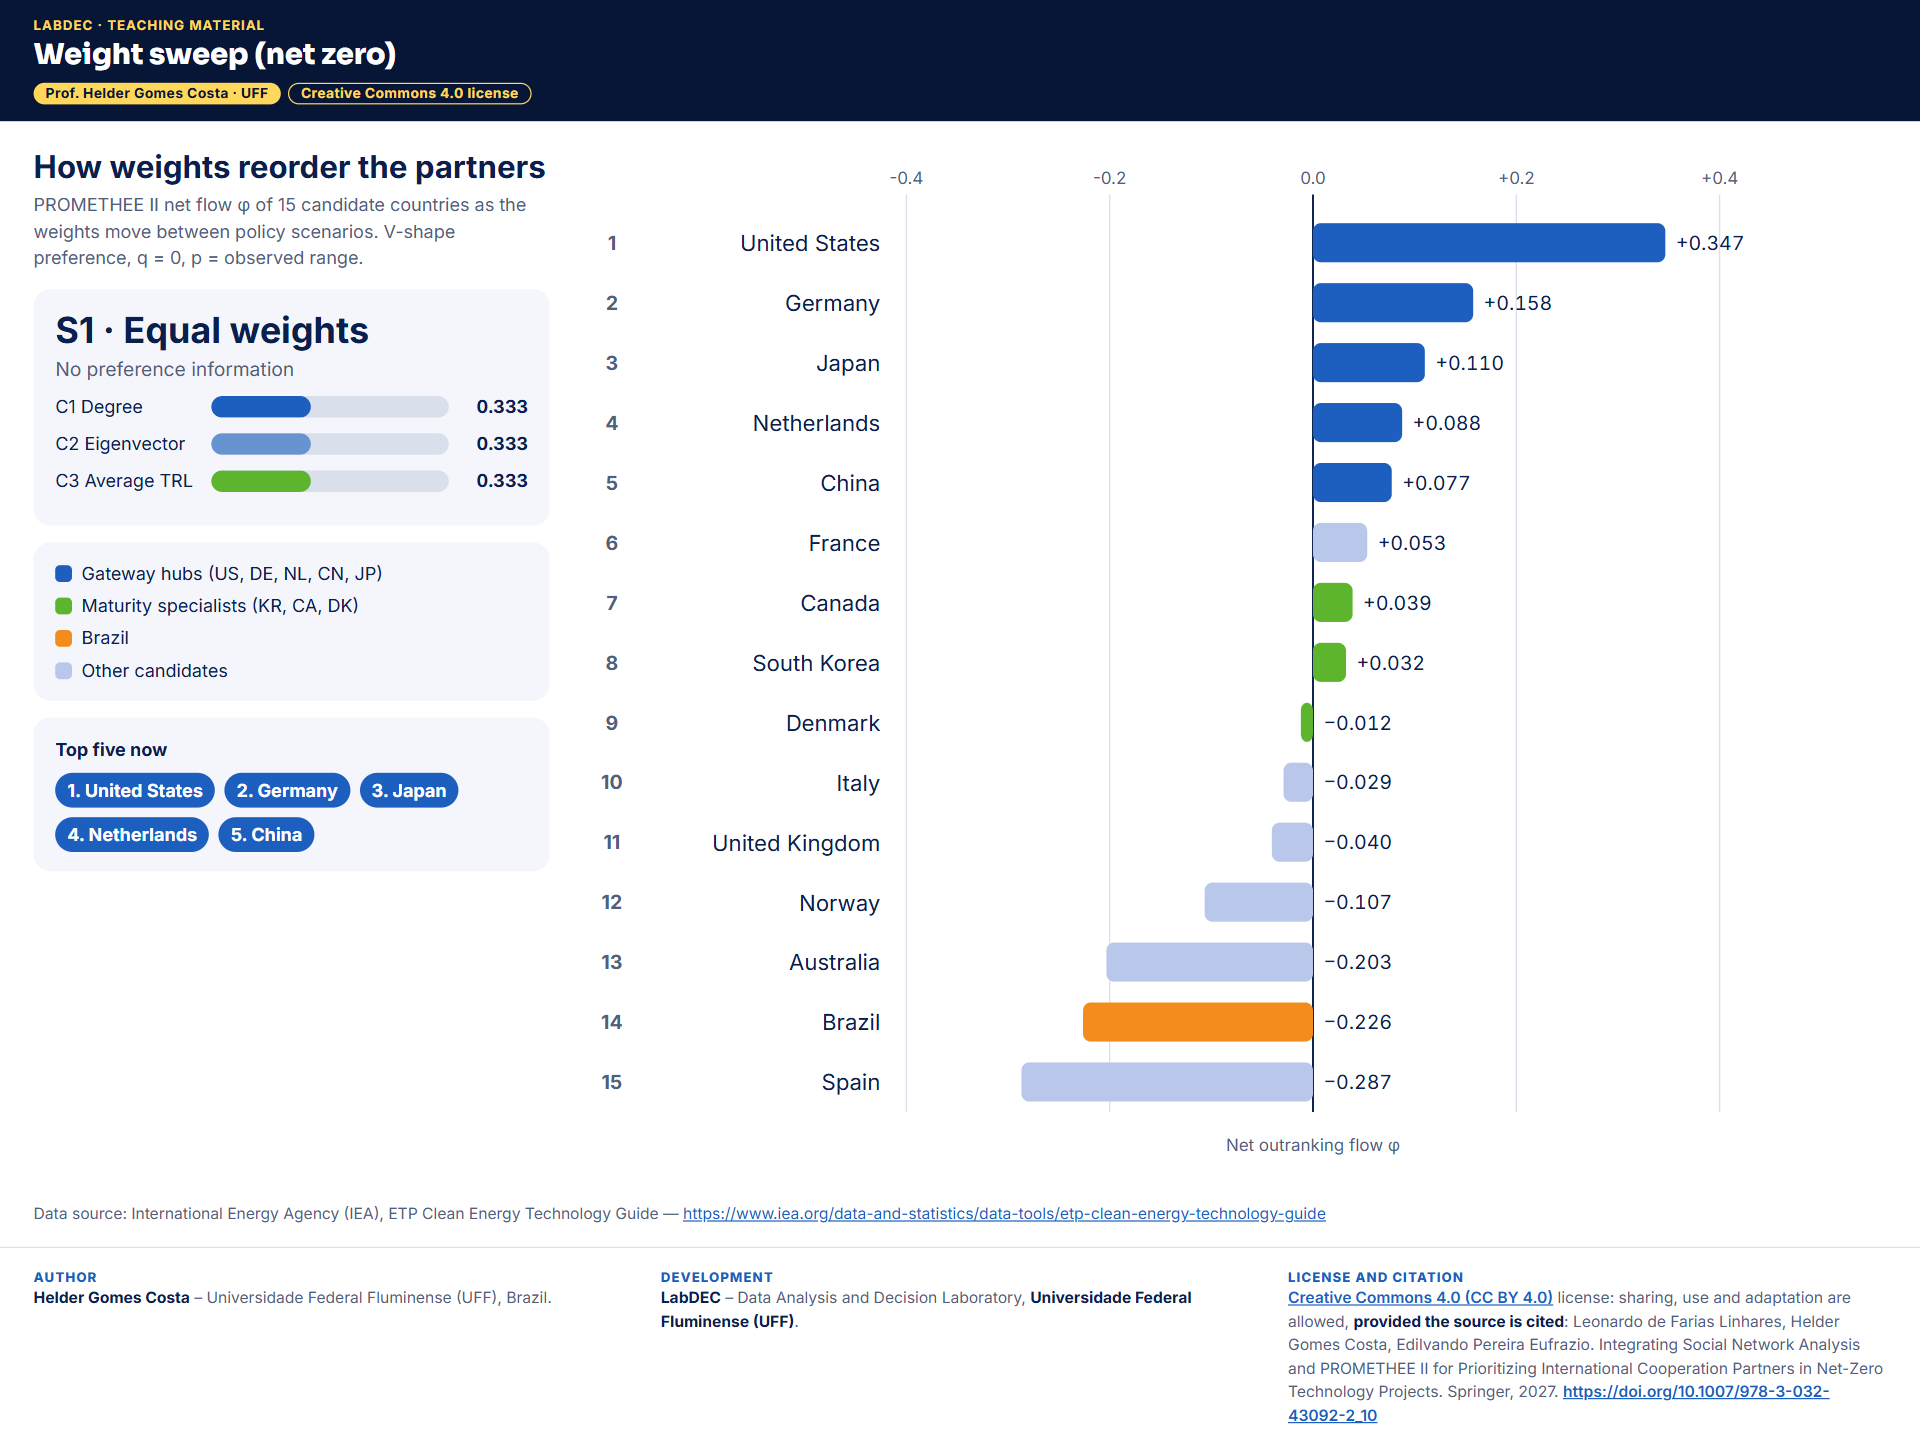 LABDEC · TEACHING MATERIAL
Weight sweep (net zero)
Prof. Helder Gomes Costa · UFF
Creative Commons 4.0 license
How weights reorder the partners
PROMETHEE II net flow φ of 15 candidate countries as the
weights move between policy scenarios. V-shape
preference, q = 0, p = observed range.
S1 · Equal weights
No preference information
C1 Degree 0.333
C2 Eigenvector 0.333
C3 Average TRL 0.333
Gateway hubs (US, DE, NL, CN, JP)
Maturity specialists (KR, CA, DK)
Brazil
Other candidates
Top five now
1. United States 2. Germany 3. Japan
4. Netherlands 5. China
-0.4 -0.2 0.0 +0.2 +0.4
1 United States +0.347
2 Germany +0.158
3 Japan +0.110
4 Netherlands +0.088
5 China +0.077
6 France +0.053
7 Canada +0.039
8 South Korea +0.032
9 Denmark −0.012
10 Italy −0.029
11 United Kingdom −0.040
12 Norway −0.107
13 Australia −0.203
14 Brazil −0.226
15 Spain −0.287
Net outranking flow φ
Data source: International Energy Agency (IEA), ETP Clean Energy Technology Guide — https://www.iea.org/data-and-statistics/data-tools/etp-clean-energy-technology-guide
AUTHOR
Helder Gomes Costa – Universidade Federal Fluminense (UFF), Brazil.
DEVELOPMENT
LabDEC – Data Analysis and Decision Laboratory, Universidade Federal
Fluminense (UFF).
LICENSE AND CITATION
Creative Commons 4.0 (CC BY 4.0) license: sharing, use and adaptation are
allowed, provided the source is cited: Leonardo de Farias Linhares, Helder
Gomes Costa, Edilvando Pereira Eufrazio. Integrating Social Network Analysis
and PROMETHEE II for Prioritizing International Cooperation Partners in Net-Zero
Technology Projects. Springer, 2027. https://doi.org/10.1007/978-3-032-
43092-2_10